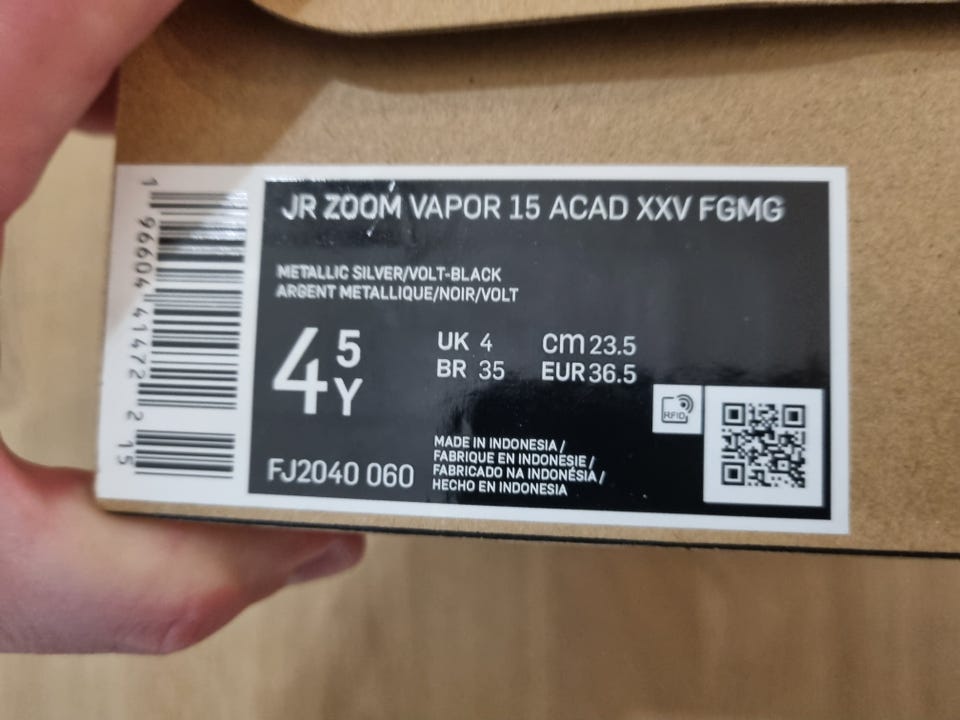 JR ZOOM VAPOR 15 ACAD XXV FGMG
METALLIC SILVER/VOLT-BLACK
ARGENT METALLIQUE/NOIR/VOLT
4 5 Y
UK 4 cm 23.5
BR 35 EUR 36.5
MADE IN INDONESIA /
FABRIQUE EN INDONESIE /
FABRICADO NA INDONÉSIA /
HECHO EN INDONESIA
FJ2040 060
RFID
1 96604 41472 2 15